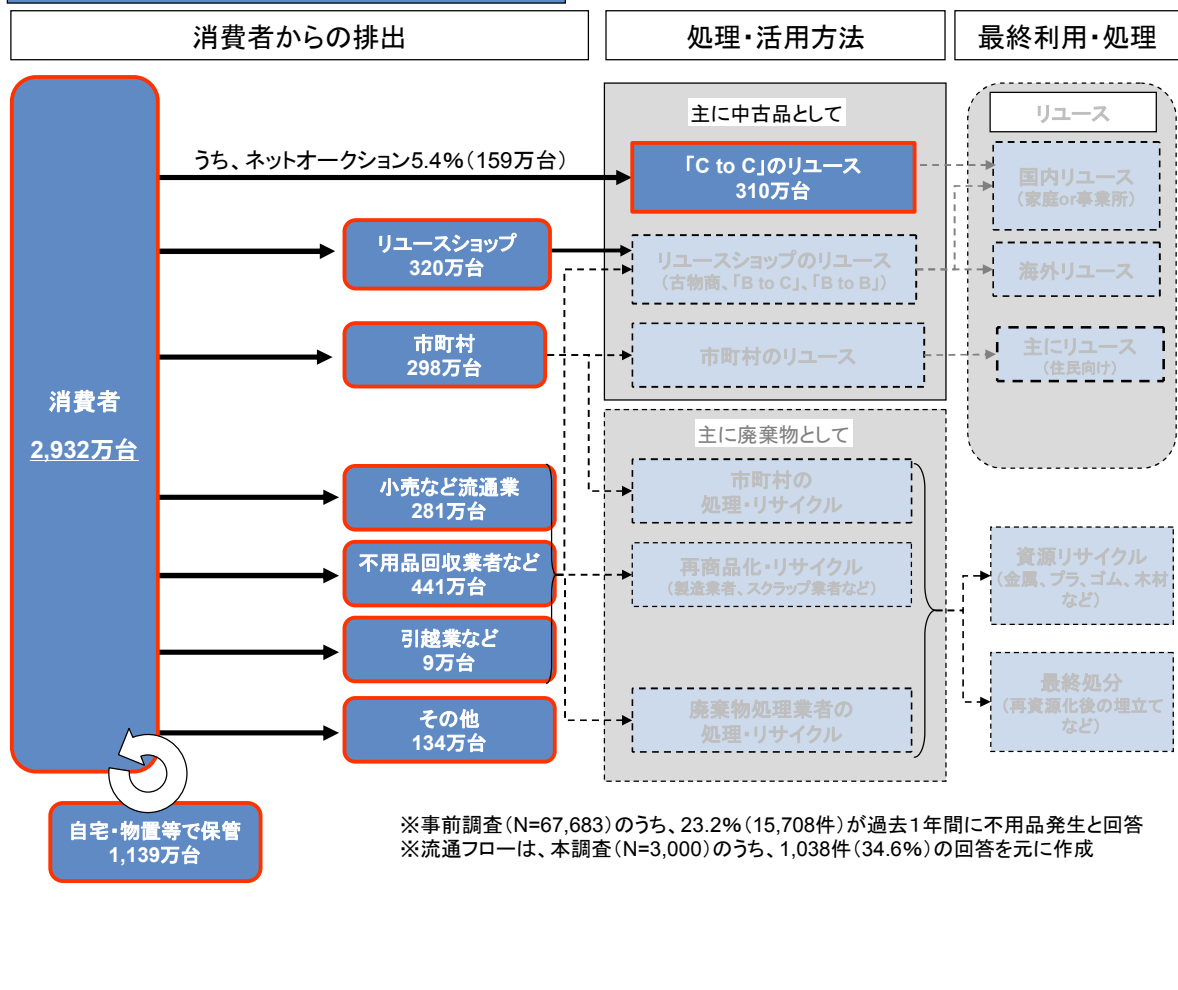 消費者からの排出
処理・活用方法
最終利用・処理
主に中古品として
リユース
うち、ネットオークション5.4%(159万台)
「C to C」のリユース
310万台
国内リユース
(家庭or事業所)
リユースショップ
320万台
リユースショップのリユース
(古物商、「B to C」、「B to B」)
海外リユース
市町村
298万台
市町村のリユース
主にリユース
(住民向け)
消費者
2,932万台
主に廃棄物として
小売など流通業
281万台
市町村の
処理・リサイクル
不用品回収業者など
441万台
再商品化・リサイクル
(製造業者、スクラップ業者など)
資源リサイクル
(金属、プラ、ゴム、木材
など)
引越業など
9万台
その他
134万台
廃棄物処理業者の
処理・リサイクル
最終処分
(再資源化後の埋立て
など)
自宅・物置等で保管
1,139万台
※事前調査(N=67,683)のうち、23.2%(15,708件)が過去1年間に不用品発生と回答
※流通フローは、本調査(N=3,000)のうち、1,038件(34.6%)の回答を元に作成